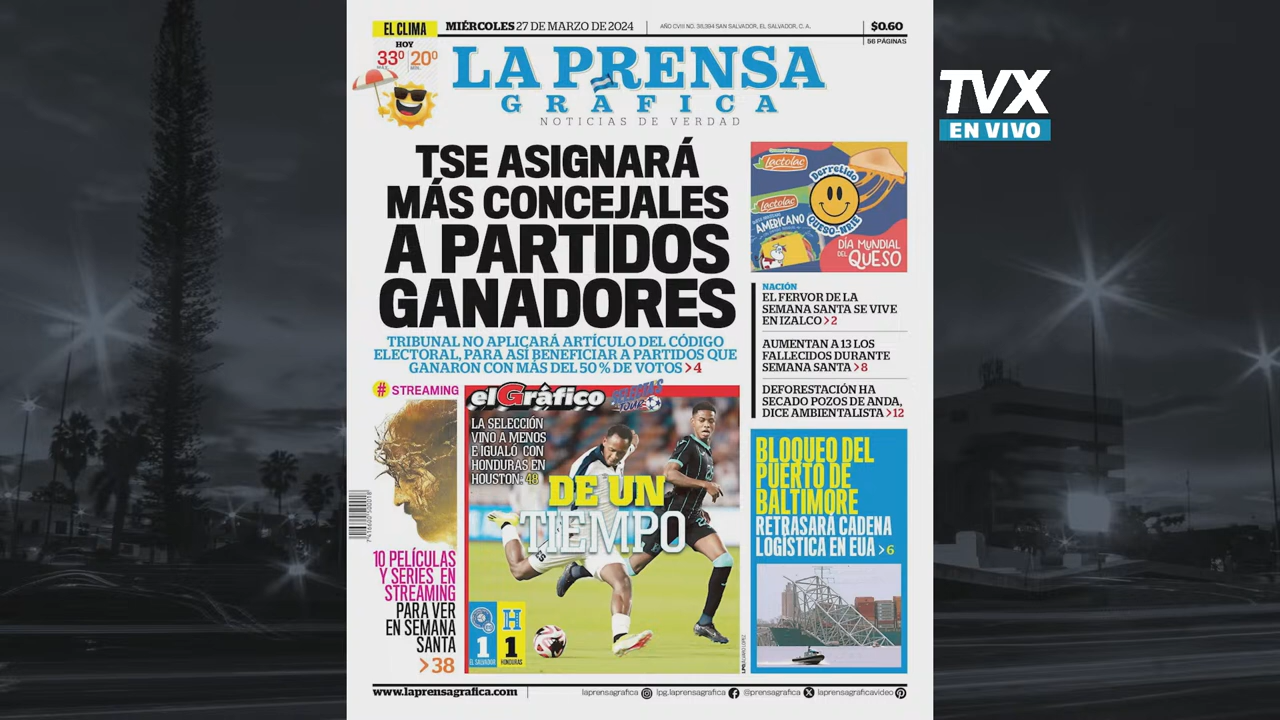 EL CLIMA
MIÉRCOLES 27 DE MARZO DE 2024
$0.60
56 PÁGINAS
HOY
33º 20º
LA PRENSA
GRÁFICA
NOTICIAS DE VERDAD
TVX
EN VIVO
TSE ASIGNARÁ
MÁS CONCEJALES
A PARTIDOS
GANADORES
TRIBUNAL NO APLICARÁ ARTÍCULO DEL CÓDIGO
ELECTORAL, PARA ASÍ BENEFICIAR A PARTIDOS QUE
GANARON CON MÁS DEL 50 % DE VOTOS >4
lactolac
lactolac
AMERICANO
Derretido
QUESO-NRIE
DÍA MUNDIAL
DEL QUESO
NACIÓN
EL FERVOR DE LA
SEMANA SANTA SE VIVE
EN IZALCO >2
AUMENTAN A 13 LOS
FALLECIDOS DURANTE
SEMANA SANTA >8
DEFORESTACIÓN HA
SECADO POZOS DE ANDA,
DICE AMBIENTALISTA >12
# STREAMING
10 PELÍCULAS
Y SERIES EN
STREAMING
PARA VER
EN SEMANA
SANTA
>38
elGráfico
SELECTA'S
TOUR
LA SELECCIÓN
VINO A MENOS
E IGUALÓ CON
HONDURAS EN
HOUSTON. 48
DE UN
TIEMPO
H
1 1
EL SALVADOR HONDURAS
BLOQUEO DEL
PUERTO DE
BALTIMORE
RETRASARÁ CADENA
LOGÍSTICA EN EUA >6
www.laprensagrafica.com
laprensagrafica lpg.laprensagrafica @prensagrafica laprensagraficavideo